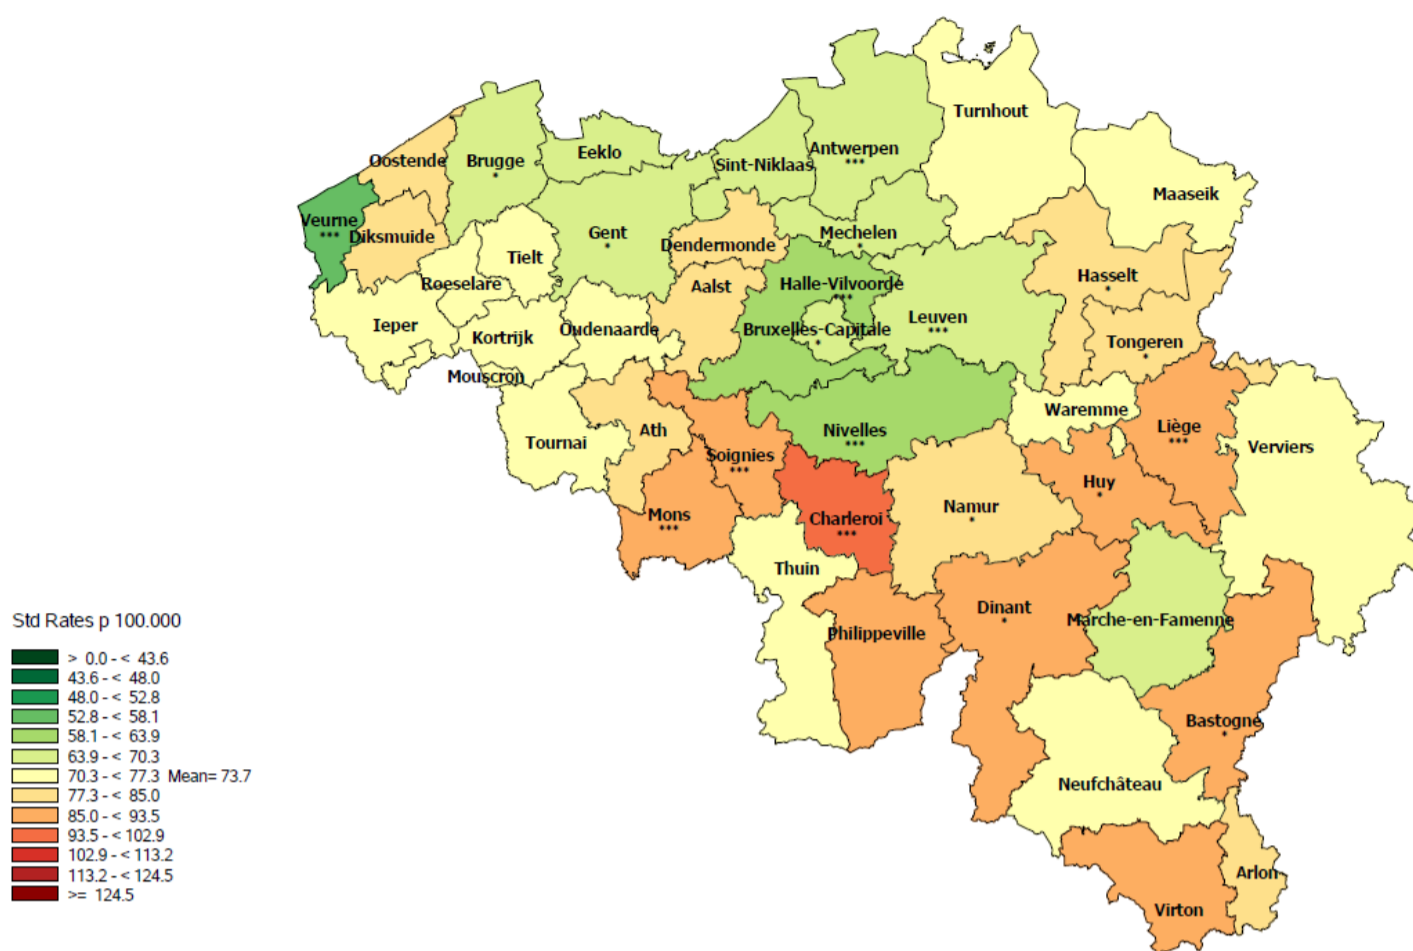 Turnhout
Antwerpen
***
Eeklo
Sint-Niklaas
Oostende
Brugge
*
Maaseik
Veurne
***
Diksmuide
Gent
*
Mechelen
*
Dendermonde
Tielt
Hasselt
*
Roeselare
Aalst
Halle-Vilvoorde
***
Leuven
***
Ieper
Kortrijk
Oudenaarde
Bruxelles-Capitale
*
Tongeren
*
Mouscron
Waremme
Liège
***
Tournai
Ath
Nivelles
***
Verviers
Soignies
***
Huy
*
Mons
***
Charleroi
***
Namur
*
Thuin
Dinant
*
Marche-en-Famenne
Philippeville
Bastogne
*
Neufchâteau
Arlon
Virton
Std Rates p 100.000
> 0.0 - < 43.6
43.6 - < 48.0
48.0 - < 52.8
52.8 - < 58.1
58.1 - < 63.9
63.9 - < 70.3
70.3 - < 77.3 Mean= 73.7
77.3 - < 85.0
85.0 - < 93.5
93.5 - < 102.9
102.9 - < 113.2
113.2 - < 124.5
>= 124.5